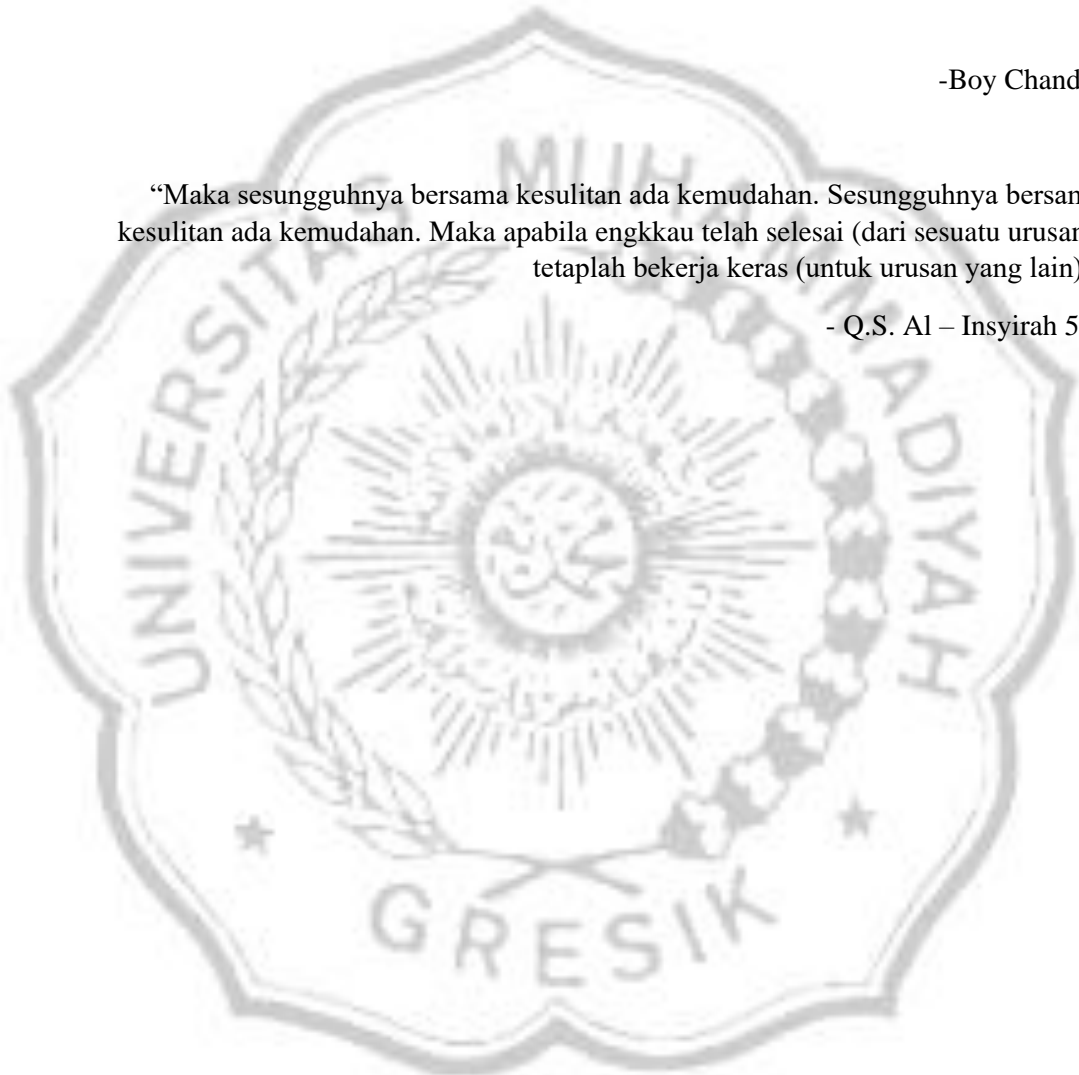 -Boy Chand
“Maka sesungguhnya bersama kesulitan ada kemudahan. Sesungguhnya bersam
kesulitan ada kemudahan. Maka apabila engkkau telah selesai (dari sesuatu urusan
tetaplah bekerja keras (untuk urusan yang lain)
- Q.S. Al – Insyirah 5
UNIVERSITAS MUHAMMADIYAH
GRESIK